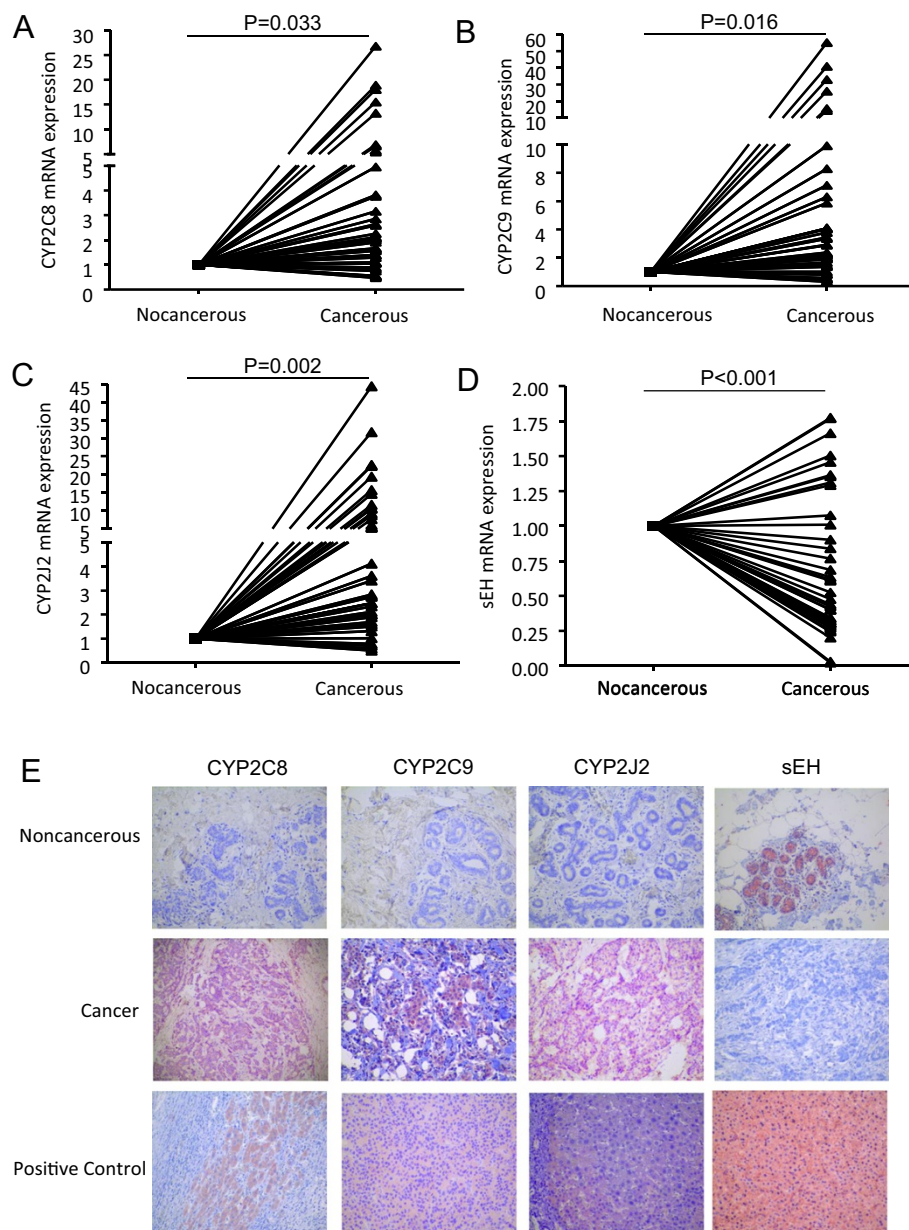 A
P=0.033
CYP2C8 mRNA expression
30
25
20
15
10
5
5
4
3
2
1
0
Nocancerous Cancerous
B
P=0.016
CYP2C9 mRNA expression
60
50
40
30
20
10
10
8
6
4
2
0
Nocancerous Cancerous
C
P=0.002
CYP2J2 mRNA expression
45
40
35
30
25
20
15
10
5
5
4
3
2
1
0
Nocancerous Cancerous
D
P<0.001
sEH mRNA expression
2.00
1.75
1.50
1.25
1.00
0.75
0.50
0.25
0.00
Nocancerous Cancerous
E
CYP2C8 CYP2C9 CYP2J2 sEH
Noncancerous
Cancer
Positive Control